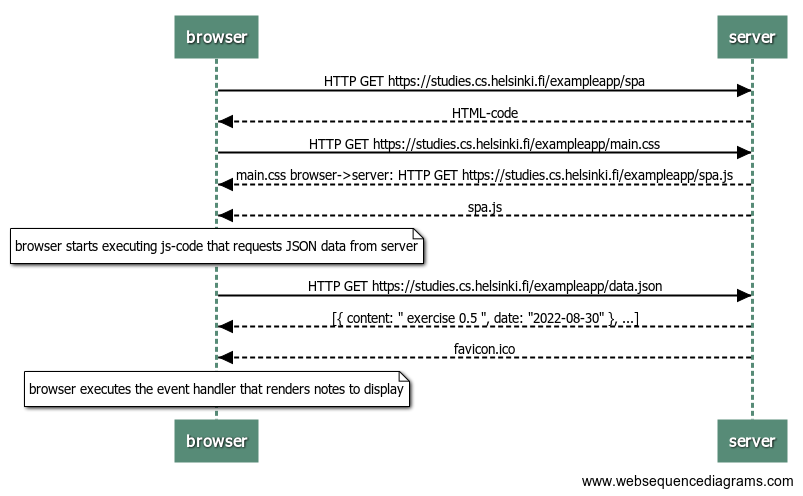 browser server
HTTP GET https://studies.cs.helsinki.fi/exampleapp/spa
HTML-code
HTTP GET https://studies.cs.helsinki.fi/exampleapp/main.css
main.css browser->server: HTTP GET https://studies.cs.helsinki.fi/exampleapp/spa.js
spa.js
browser starts executing js-code that requests JSON data from server
HTTP GET https://studies.cs.helsinki.fi/exampleapp/data.json
[{ content: " exercise 0.5 ", date: "2022-08-30" }, ...]
favicon.ico
browser executes the event handler that renders notes to display
browser server
www.websequencediagrams.com